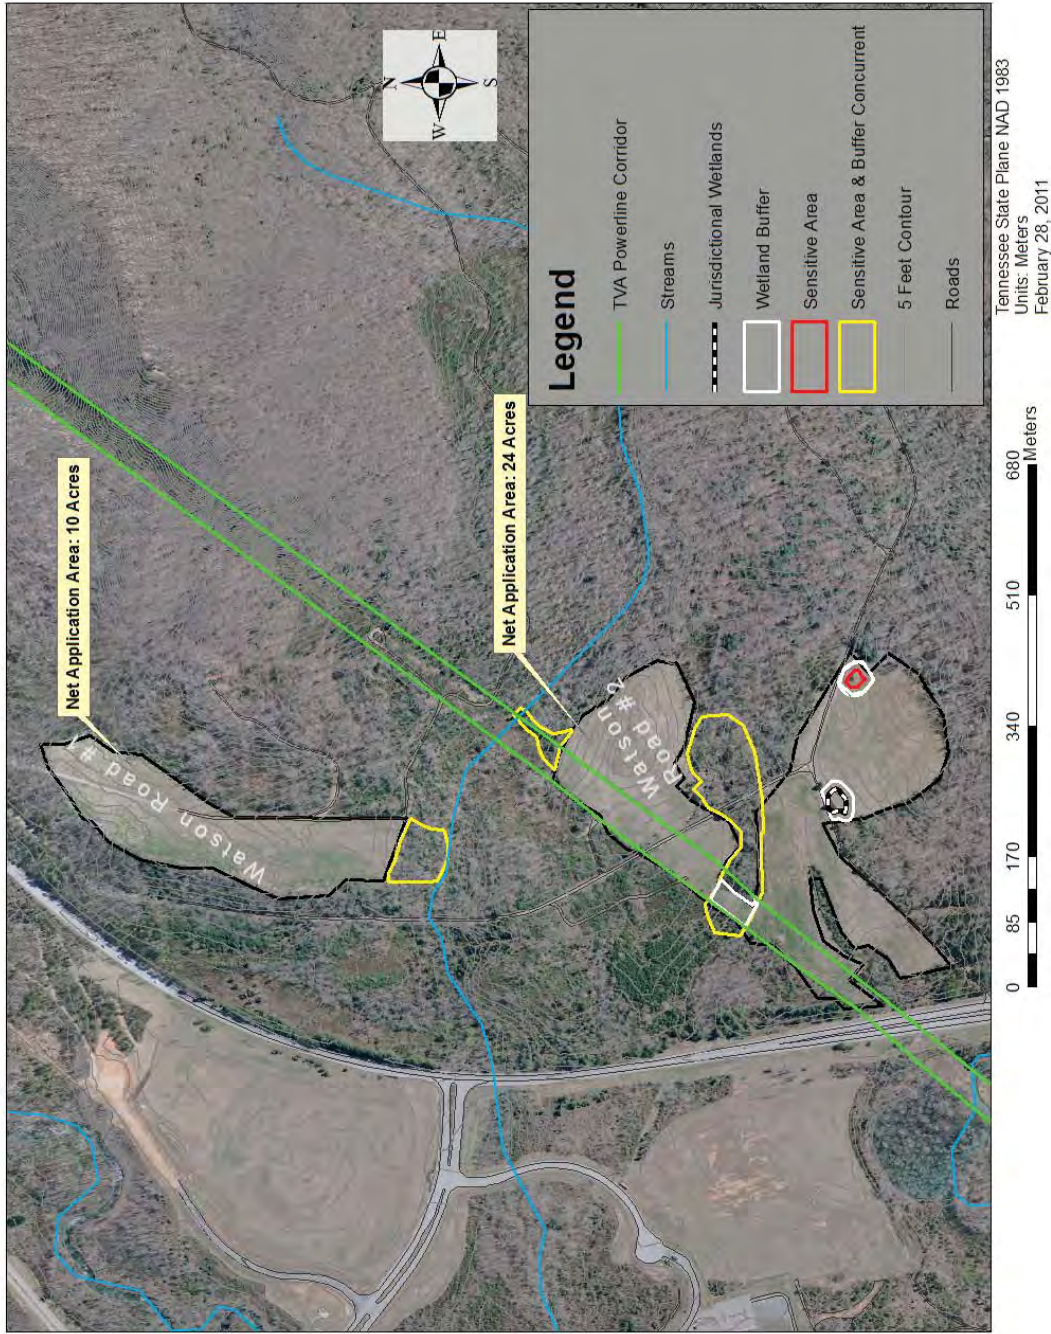 Net Application Area: 10 Acres
Watson Road #
Net Application Area: 24 Acres
Watson
Road # 2
N
E
S
W
Legend
TVA Powerline Corridor
Streams
Jurisdictional Wetlands
Wetland Buffer
Sensitive Area
Sensitive Area & Buffer Concurrent
5 Feet Contour
Roads
0 85 170 340 510 680
Meters
Tennessee State Plane NAD 1983
Units: Meters
February 28, 2011